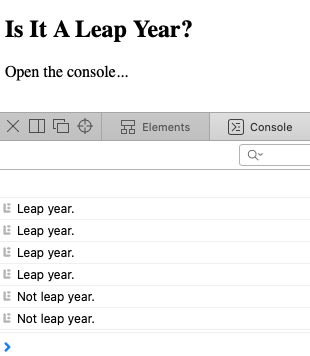 Is It A Leap Year?
Open the console...
Elements
Console
Leap year.
Leap year.
Leap year.
Leap year.
Not leap year.
Not leap year.